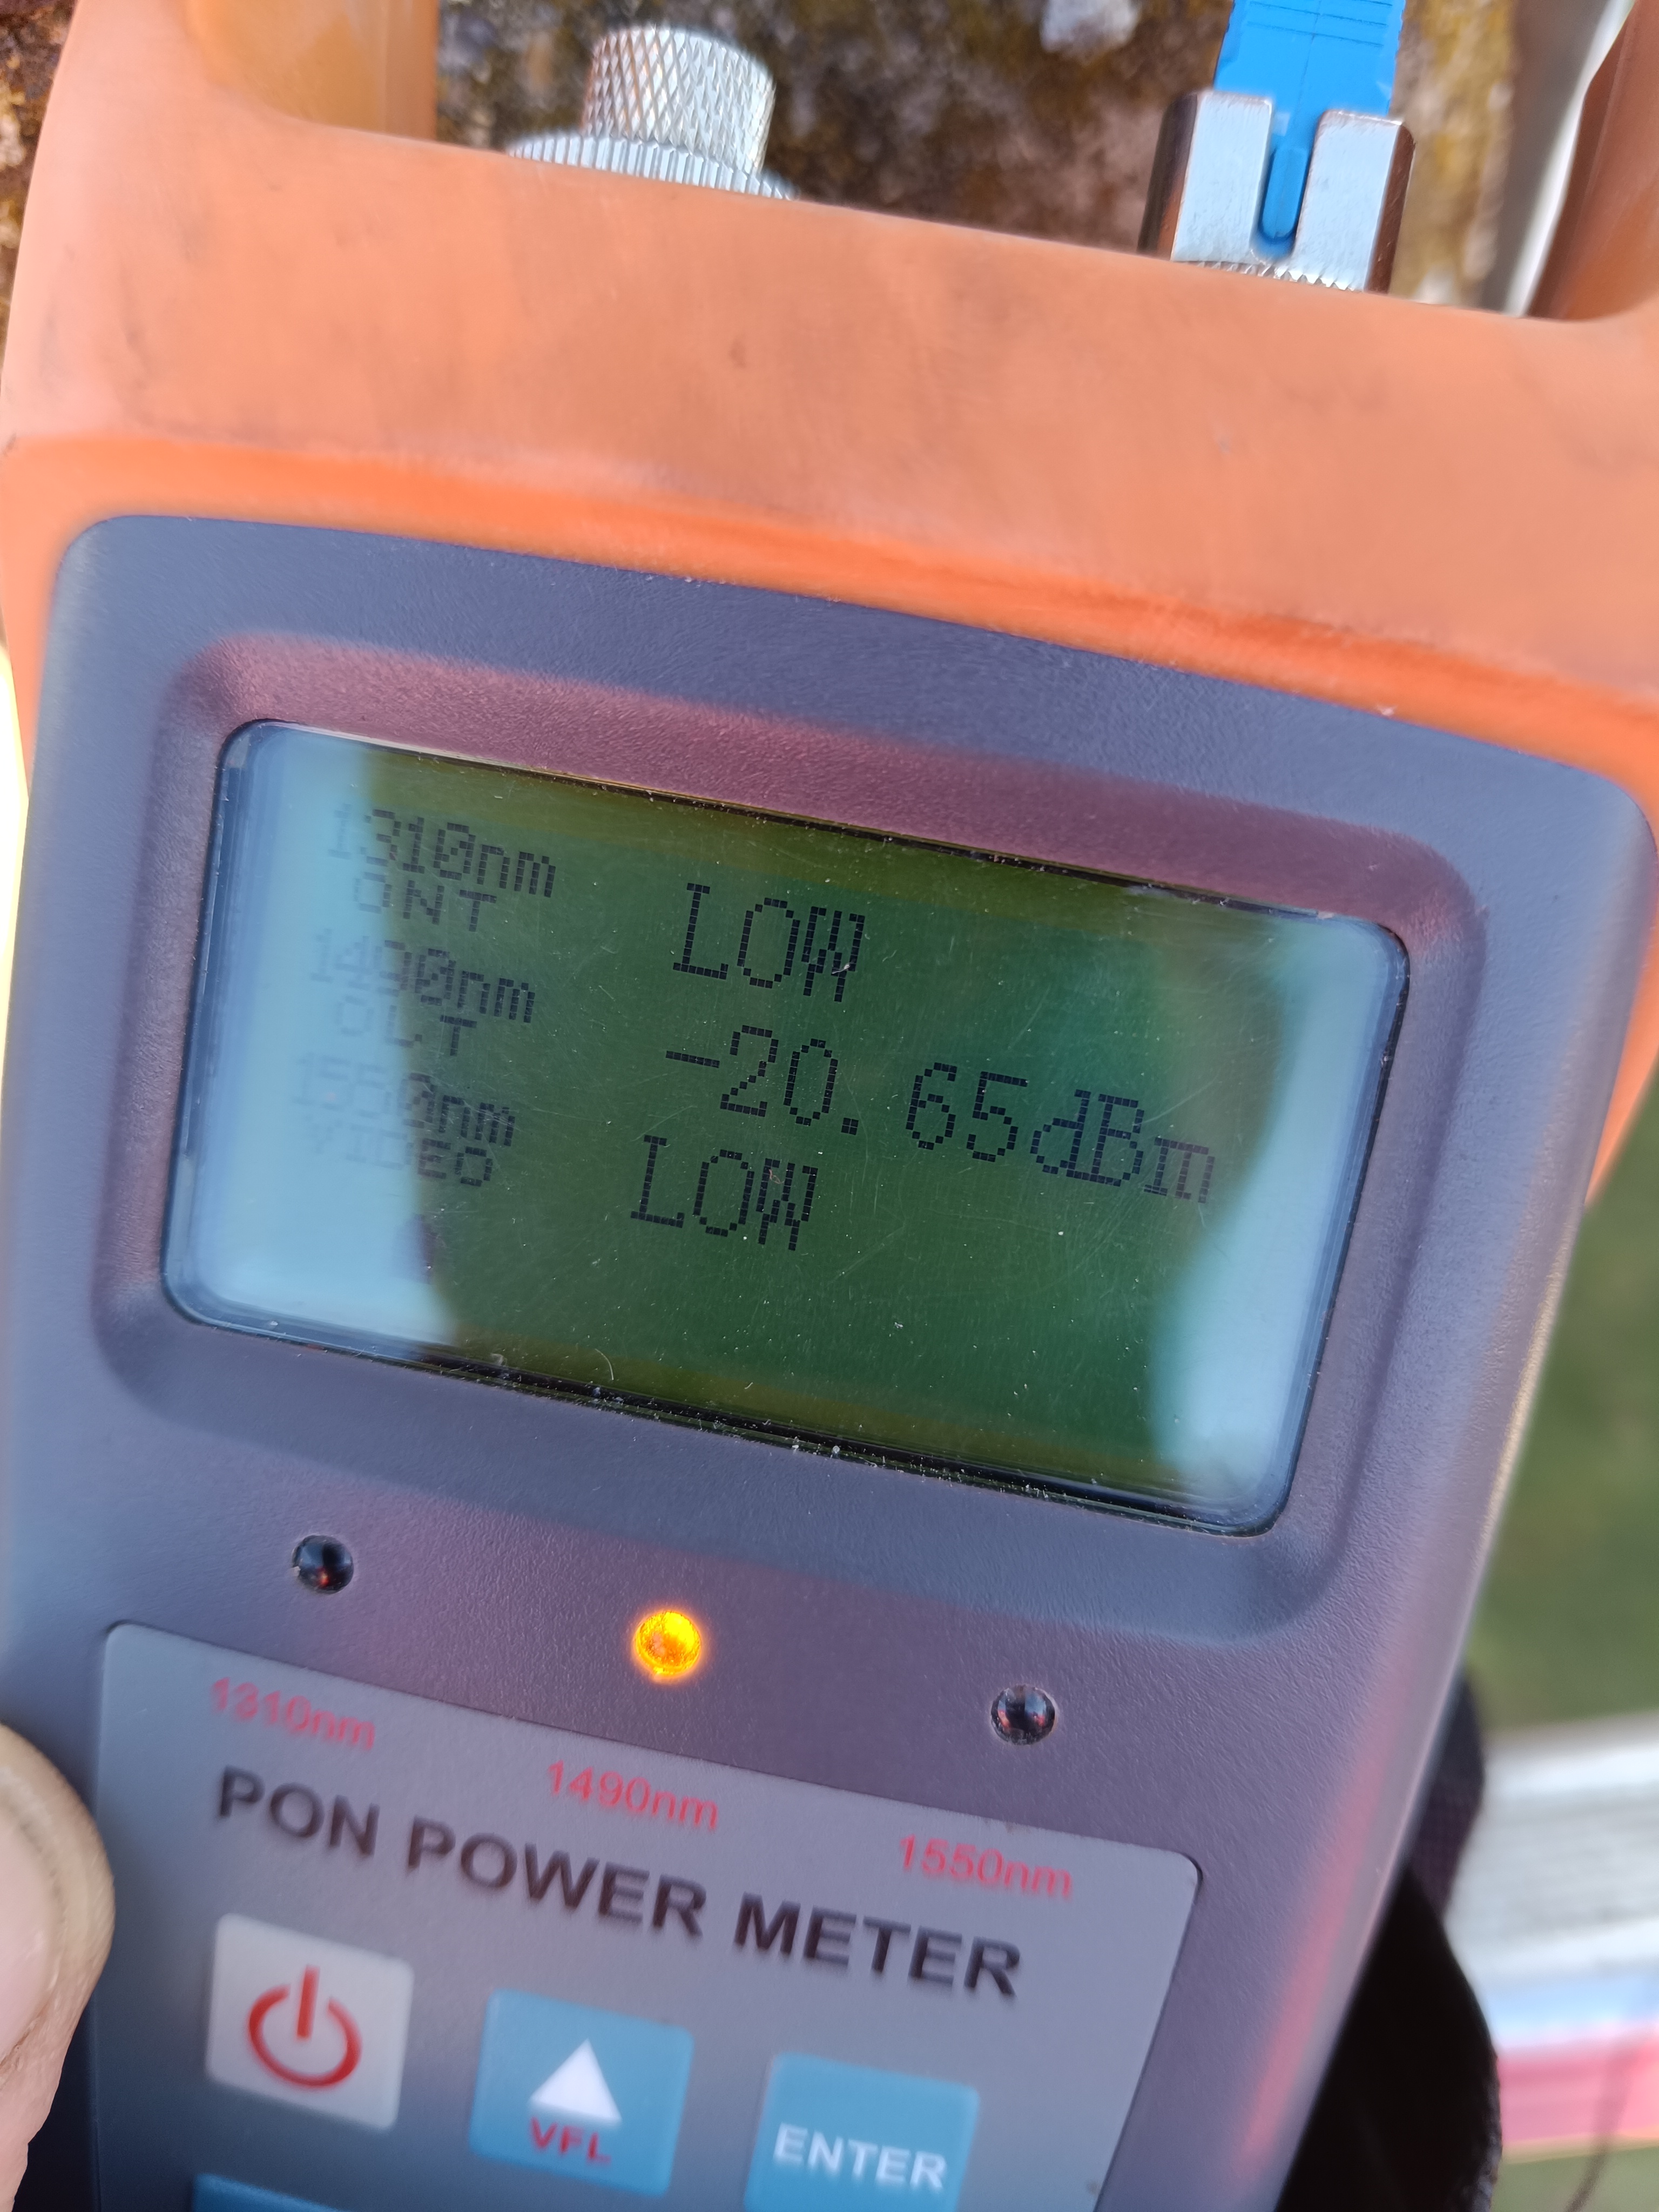 1310nm LOW
ONT
1490nm -20.65dBm
OLT
1550nm LOW
VIDEO
1310nm
1490nm
1550nm
PON POWER METER
VFL
ENTER